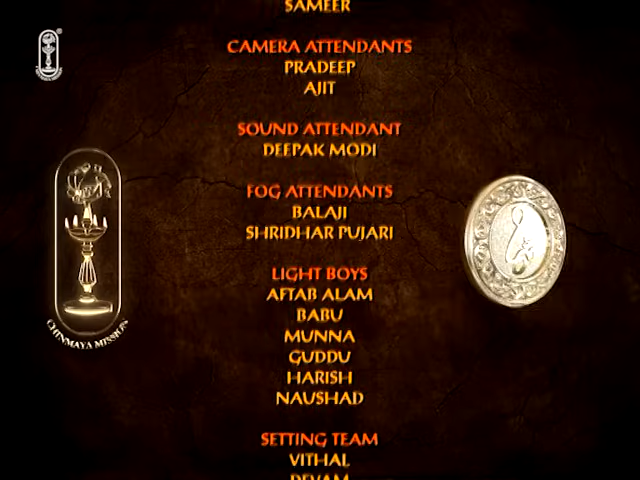 SAMEER
CAMERA ATTENDANTS
PRADEEP
AJIT
SOUND ATTENDANT
DEEPAK MODI
FOG ATTENDANTS
BALAJI
SHRIDHAR PUJARI
LIGHT BOYS
AFTAB ALAM
BABU
MUNNA
GUDDU
HARISH
NAUSHAD
SETTING TEAM
VITHAL
DEVAM
CHINMAYA MISSION